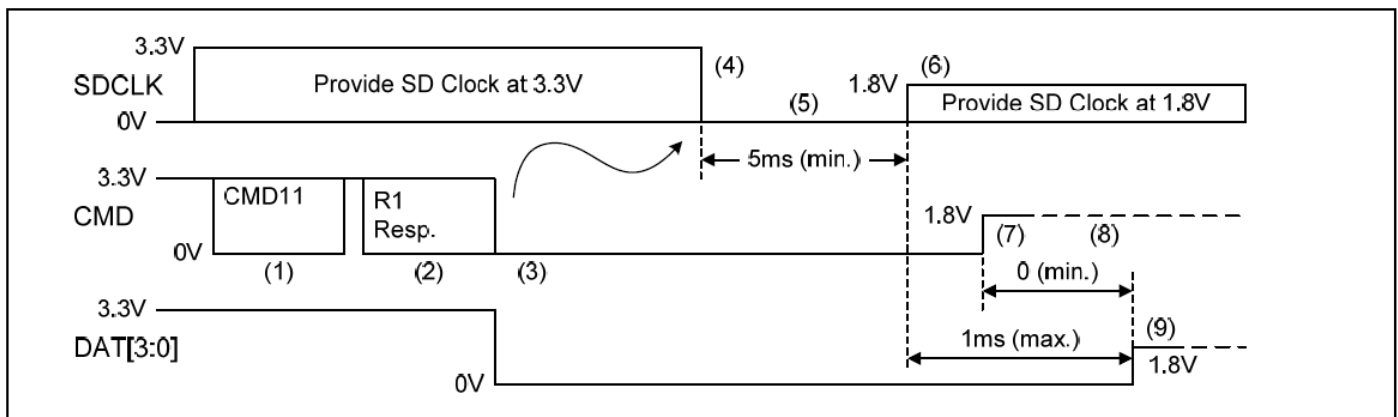 3.3V
SDCLK
0V
Provide SD Clock at 3.3V
(4)
(5)
1.8V
(6)
Provide SD Clock at 1.8V
5ms (min.)
3.3V
CMD
0V
CMD11
R1
Resp.
(1)
(2)
(3)
1.8V
(7)
(8)
0 (min.)
3.3V
DAT[3:0]
0V
1ms (max.)
(9)
1.8V